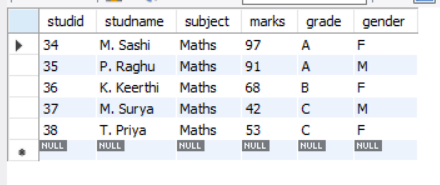 studid studname subject marks grade gender
34 M. Sashi Maths 97 A F
35 P. Raghu Maths 91 A M
36 K. Keerthi Maths 68 B F
37 M. Surya Maths 42 C M
38 T. Priya Maths 53 C F
NULL NULL NULL NULL NULL NULL